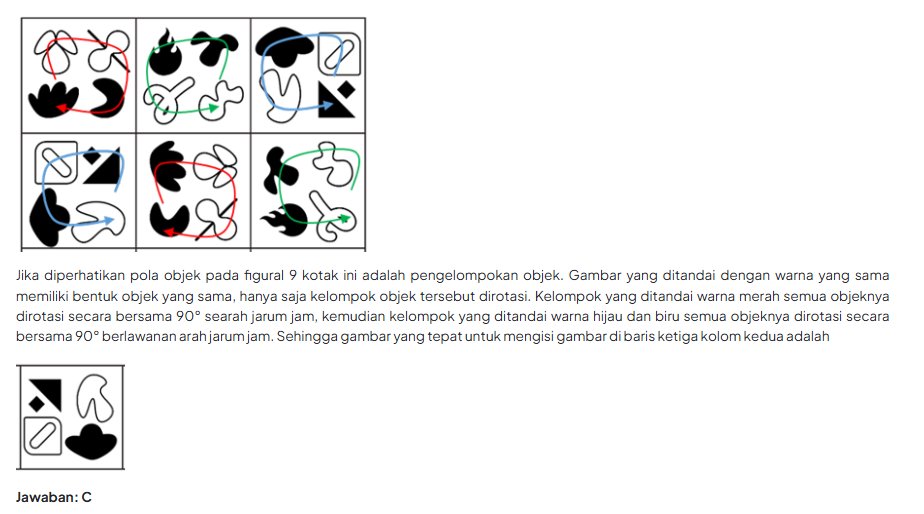 Jika diperhatikan pola objek pada figural 9 kotak ini adalah pengelompokan objek. Gambar yang ditandai dengan warna yang sama
memiliki bentuk objek yang sama, hanya saja kelompok objek tersebut dirotasi. Kelompok yang ditandai warna merah semua objeknya
dirotasi secara bersama 90° searah jarum jam, kemudian kelompok yang ditandai warna hijau dan biru semua objeknya dirotasi secara
bersama 90° berlawanan arah jarum jam. Sehingga gambar yang tepat untuk mengisi gambar di baris ketiga kolom kedua adalah
Jawaban: C